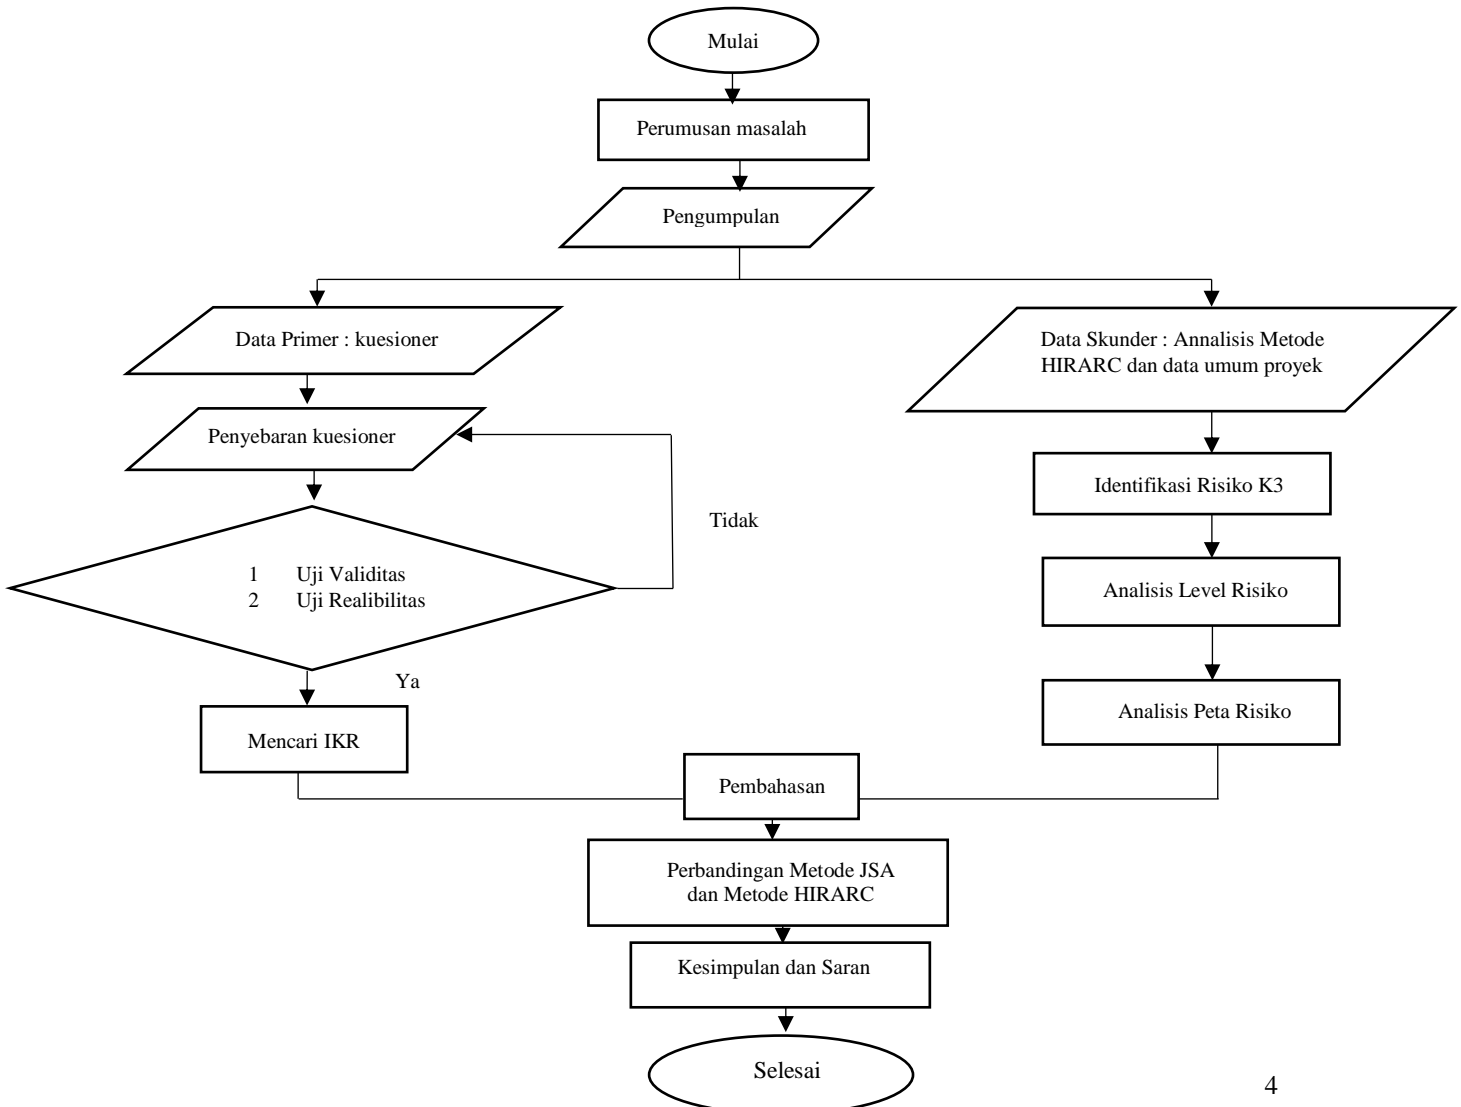 Mulai
Perumusan masalah
Pengumpulan
Data Primer : kuesioner
Data Skunder : Annalisis Metode
HIRARC dan data umum proyek
Penyebaran kuesioner
Identifikasi Risiko K3
Tidak
1 Uji Validitas
2 Uji Realibilitas
Analisis Level Risiko
Ya
Analisis Peta Risiko
Mencari IKR
Pembahasan
Perbandingan Metode JSA
dan Metode HIRARC
Kesimpulan dan Saran
Selesai
4